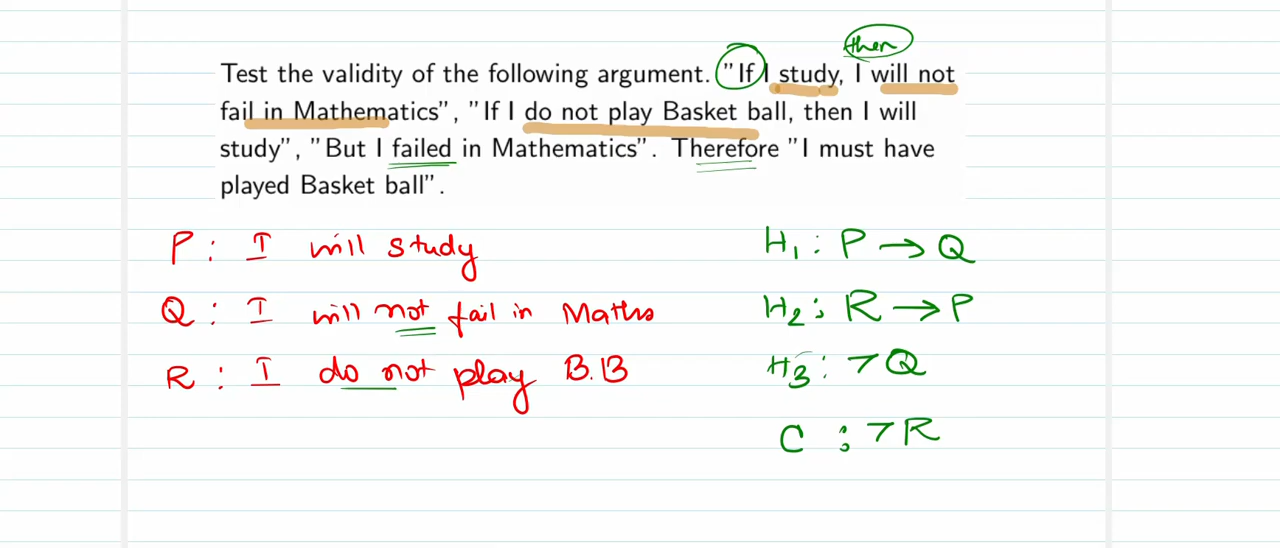 then
Test the validity of the following argument. "If I study, I will not
fail in Mathematics", "If I do not play Basket ball, then I will
study", "But I failed in Mathematics". Therefore "I must have
played Basket ball".
P : I will study
H₁ : P → Q
Q : I will not fail in Maths
H₂ : R → P
R : I do not play B.B
H3 : ¬Q
C : ¬R